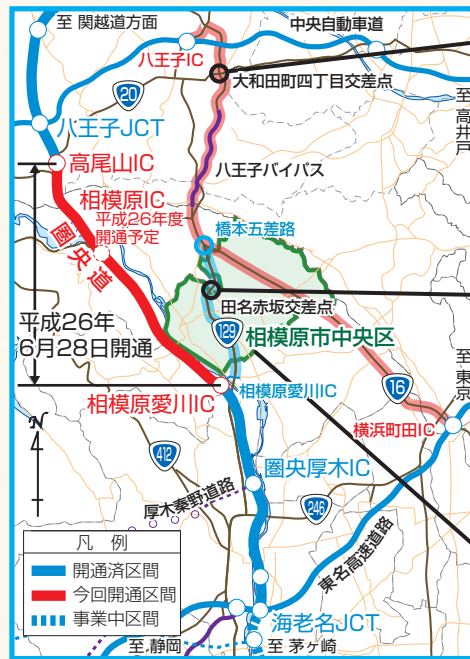 至 関越道方面
中央自動車道
八王子IC
大和田町四丁目交差点
20
至 高井戸
八王子JCT
高尾山IC
八王子バイパス
相模原IC
平成26年度
開通予定
橋本五差路
圏央道
田名赤坂交差点
平成26年
6月28日開通
129
相模原市中央区
相模原愛川IC
相模原愛川IC
16
至 東京
横浜町田IC
412
圏央厚木IC
厚木秦野道路
246
N
東名高速道路
凡 例
開通済区間
今回開通区間
事業中区間
海老名JCT
至 静岡
至 茅ヶ崎